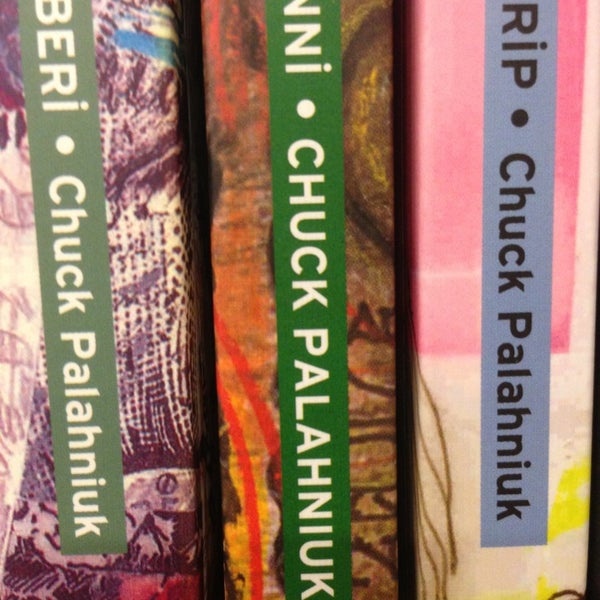 BERİ • Chuck Palahniuk
NNİ • CHUCK PALAHNIUK
RİP • Chuck Palahniuk